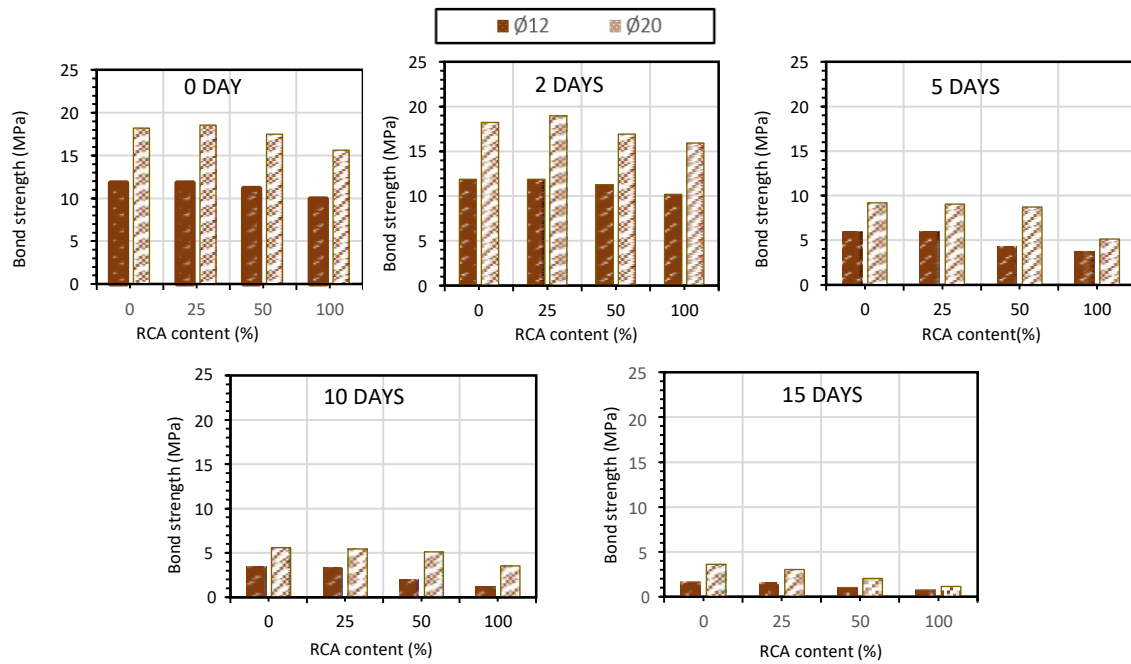 Ø12 Ø20
0 DAY
Bond strength (MPa)
25
20
15
10
5
0
0 25 50 100
RCA content (%)
2 DAYS
Bond strength (MPa)
25
20
15
10
5
0
0 25 50 100
RCA content (%)
5 DAYS
Bond strength (MPa)
25
20
15
10
5
0
0 25 50 100
RCA content(%)
10 DAYS
Bond strength (MPa)
25
20
15
10
5
0
0 25 50 100
RCA content (%)
15 DAYS
Bond strength (MPa)
25
20
15
10
5
0
0 25 50 100
RCA content (%)